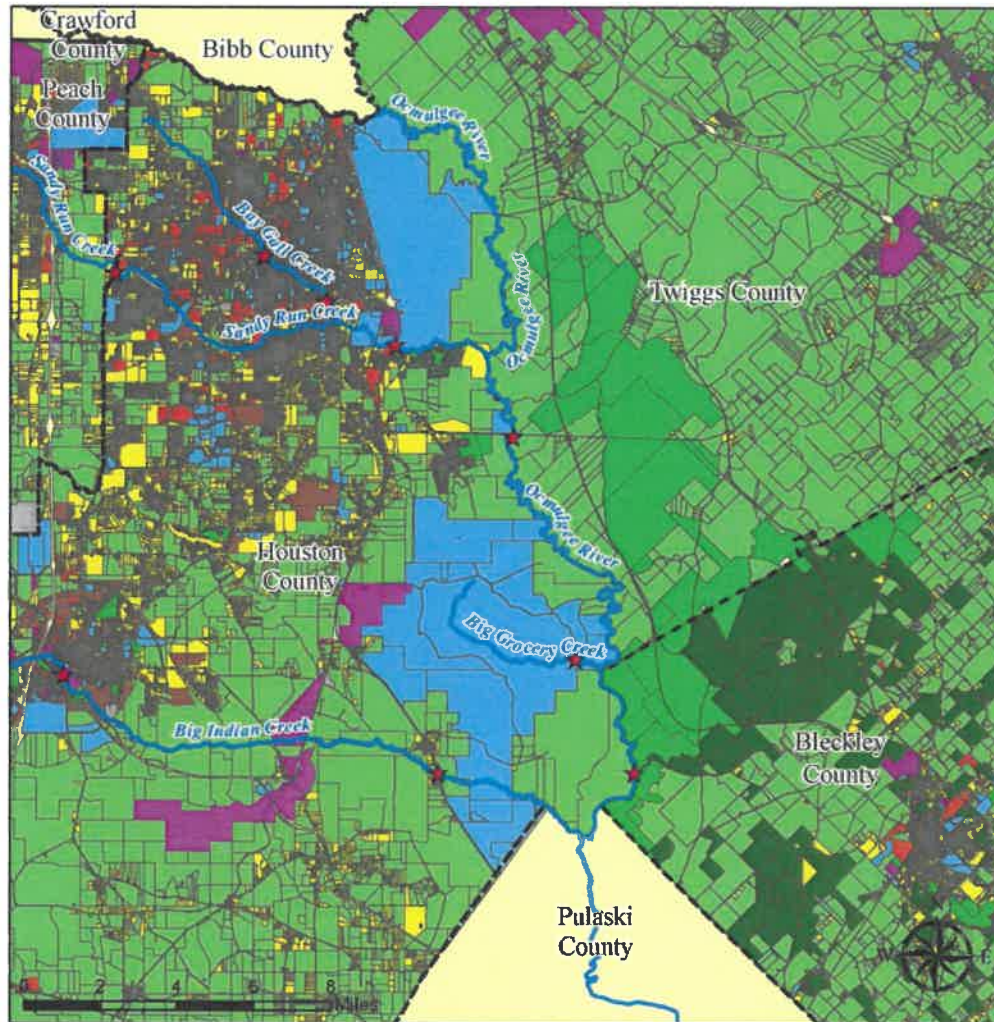 Crawford
County
Bibb County
Peach
County
Ocmulgee River
Sandy Run Creek
Bay Gall Creek
Twiggs County
Sandy Run Creek
Ocmulgee River
Ocmulgee River
Houston
County
Big Grocery Creek
Big Indian Creek
Bleckley
County
Pulaski
County
E
0 2 4 6 8
Miles